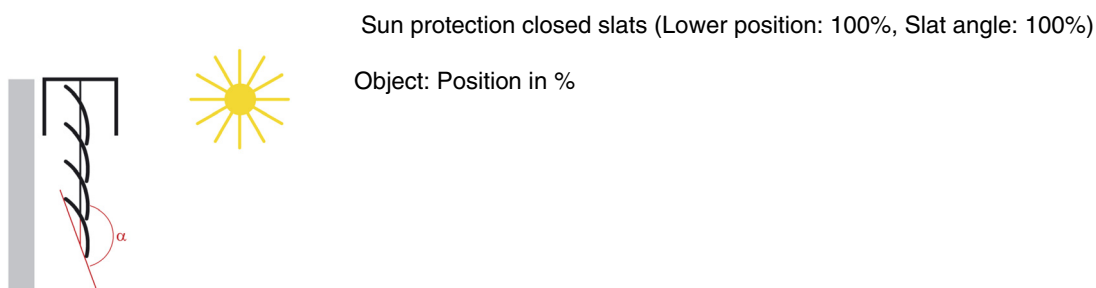 Sun protection closed slats (Lower position: 100%, Slat angle: 100%)
Object: Position in %
α